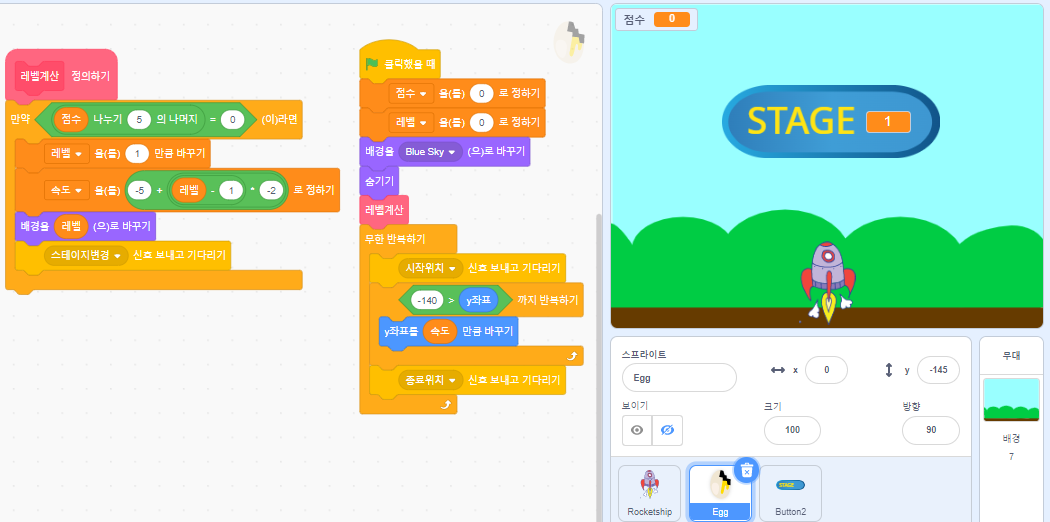 레벨계산 정의하기
만약 점수 나누기 5 의 나머지 = 0 (이)라면
레벨 을(를) 1 만큼 바꾸기
속도 을(를) -5 + 레벨 - 1 * -2 로 정하기
배경을 레벨 (으)로 바꾸기
스테이지변경 신호 보내고 기다리기
클릭했을 때
점수 을(를) 0 로 정하기
레벨 을(를) 0 로 정하기
배경을 Blue Sky (으)로 바꾸기
숨기기
레벨계산
무한 반복하기
시작위치 신호 보내고 기다리기
-140 > y좌표 까지 반복하기
y좌표를 속도 만큼 바꾸기
종료위치 신호 보내고 기다리기
점수 0
STAGE 1
스프라이트
Egg
x 0
y -145
보이기
크기
100
방향
90
Rocketship
Egg
STAGE
Button2
무대
배경
7